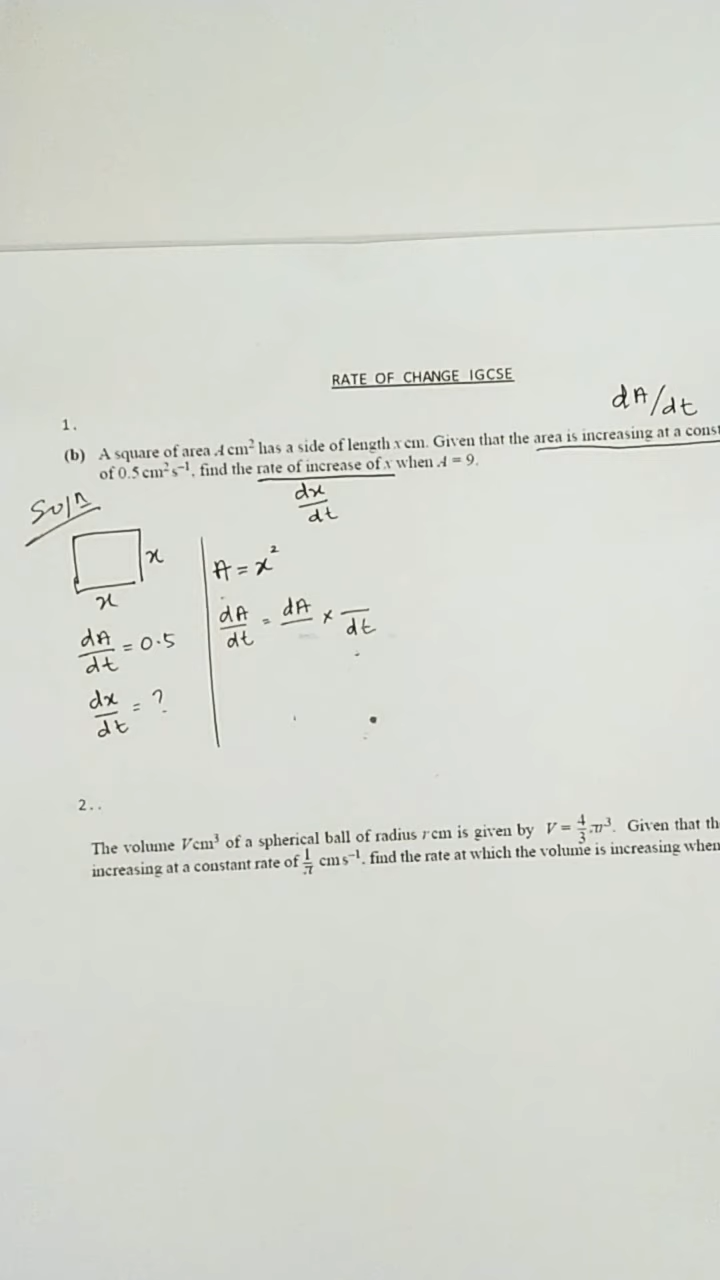 RATE OF CHANGE IGCSE
dA/dt
1.
(b) A square of area A cm² has a side of length x cm. Given that the area is increasing at a const
of 0.5 cm² s⁻¹, find the rate of increase of x when A = 9.
Soln
dx/dt
x
x
A = x²
dA/dt = 0.5
dA/dt = dA/ × /dt
dx/dt = ?
2..
The volume V cm³ of a spherical ball of radius r cm is given by V = 4/3 πr³. Given that th
increasing at a constant rate of 1/π cm s⁻¹, find the rate at which the volume is increasing when